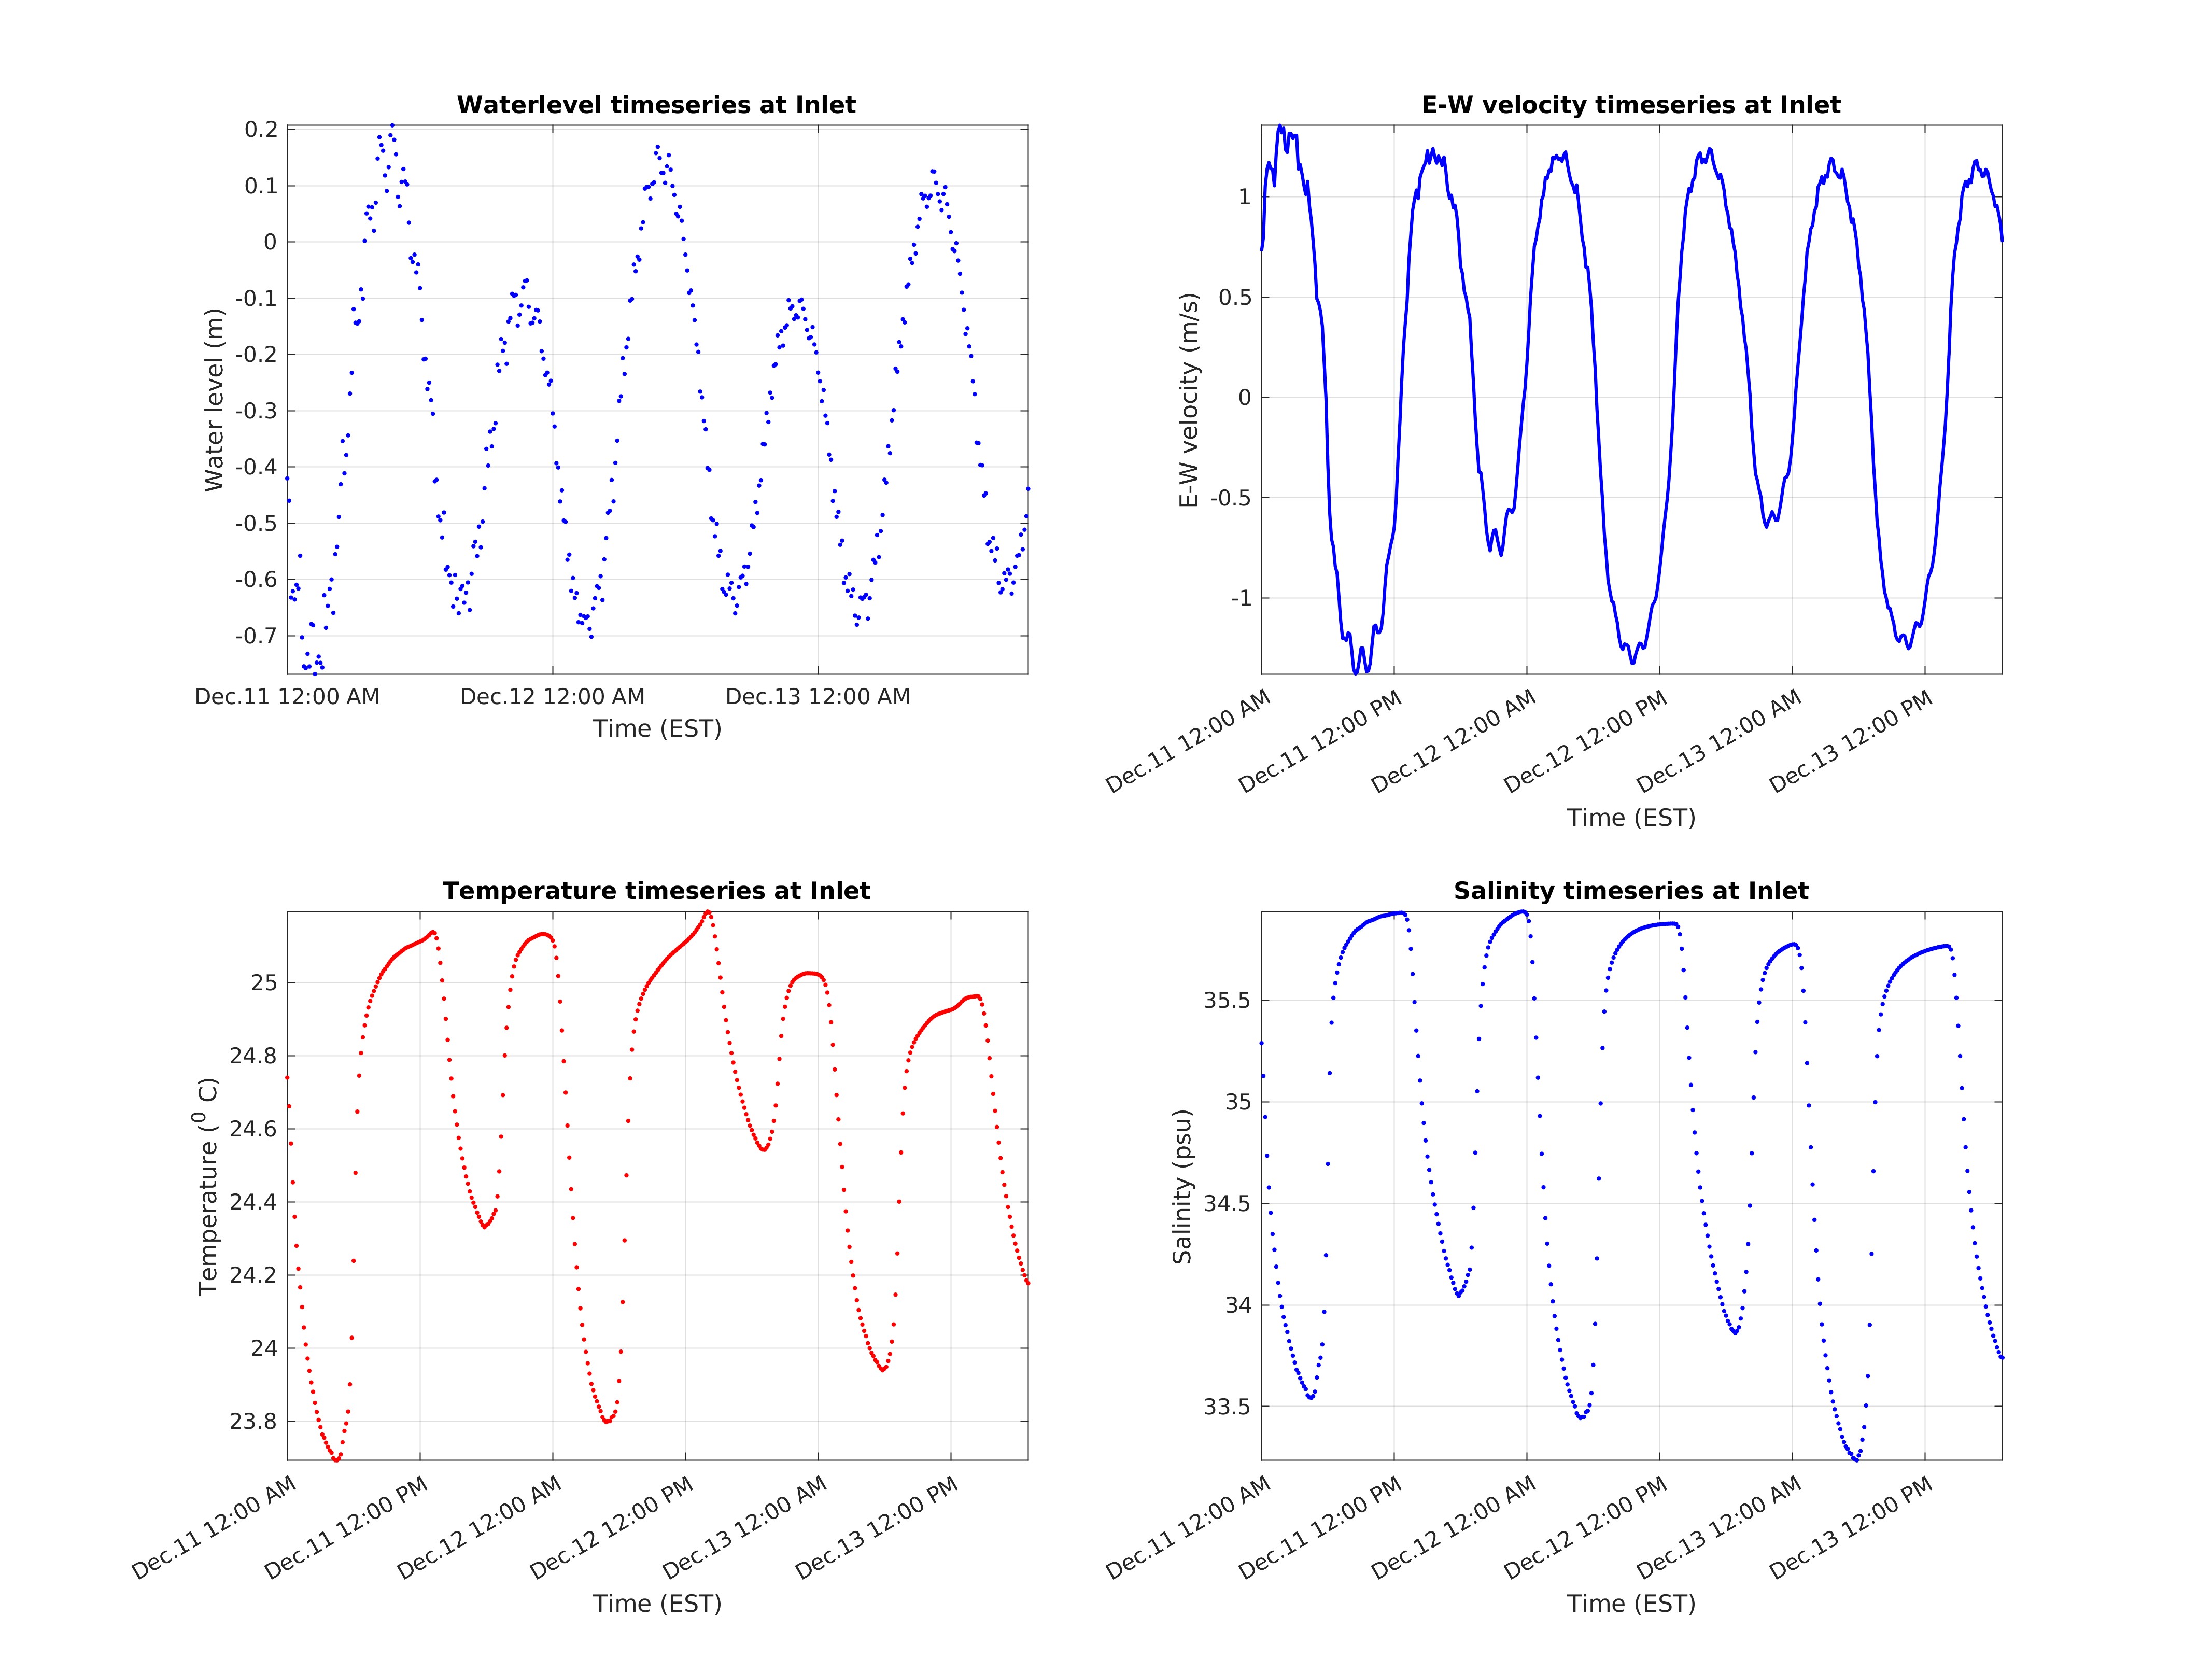 Waterlevel timeseries at Inlet
Water level (m)
0.2
0.1
0
-0.1
-0.2
-0.3
-0.4
-0.5
-0.6
-0.7
Dec.11 12:00 AM
Dec.12 12:00 AM
Dec.13 12:00 AM
Time (EST)
E-W velocity timeseries at Inlet
E-W velocity (m/s)
1
0.5
0
-0.5
-1
Dec.11 12:00 AM
Dec.11 12:00 PM
Dec.12 12:00 AM
Dec.12 12:00 PM
Dec.13 12:00 AM
Dec.13 12:00 PM
Time (EST)
Temperature timeseries at Inlet
Temperature (⁰ C)
25
24.8
24.6
24.4
24.2
24
23.8
Dec.11 12:00 AM
Dec.11 12:00 PM
Dec.12 12:00 AM
Dec.12 12:00 PM
Dec.13 12:00 AM
Dec.13 12:00 PM
Time (EST)
Salinity timeseries at Inlet
Salinity (psu)
35.5
35
34.5
34
33.5
Dec.11 12:00 AM
Dec.11 12:00 PM
Dec.12 12:00 AM
Dec.12 12:00 PM
Dec.13 12:00 AM
Dec.13 12:00 PM
Time (EST)